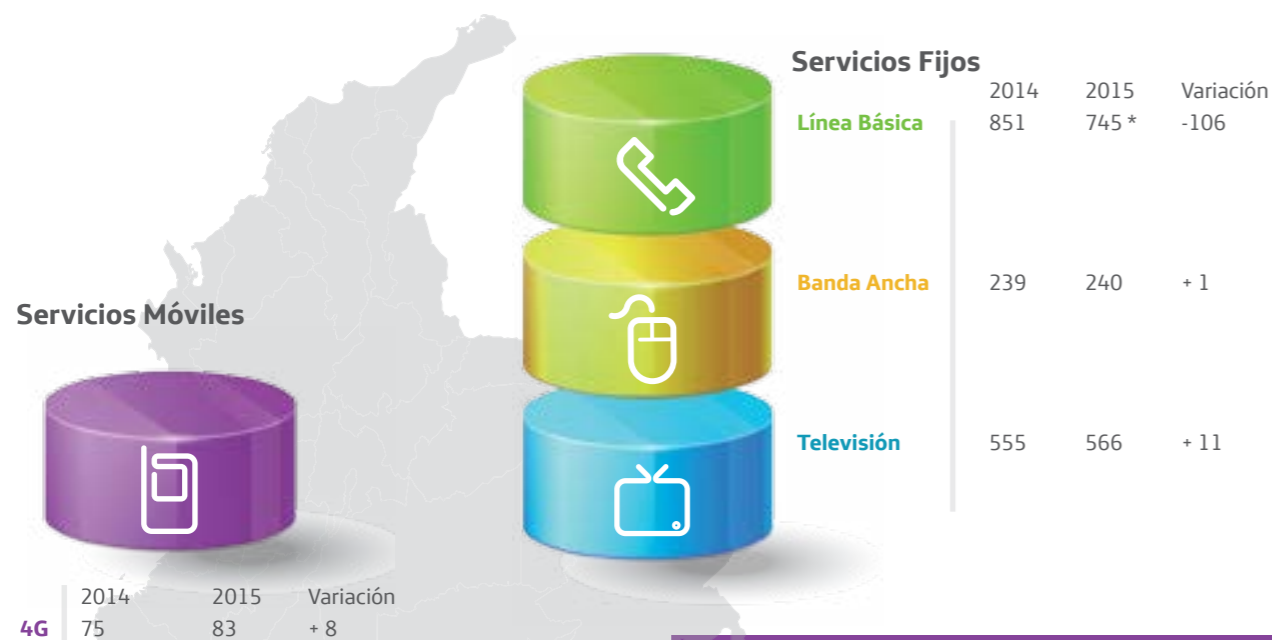 Servicios Fijos
2014 2015 Variación
Línea Básica 851 745 * -106
Banda Ancha 239 240 + 1
Televisión 555 566 + 11
Servicios Móviles
2014 2015 Variación
4G 75 83 + 8